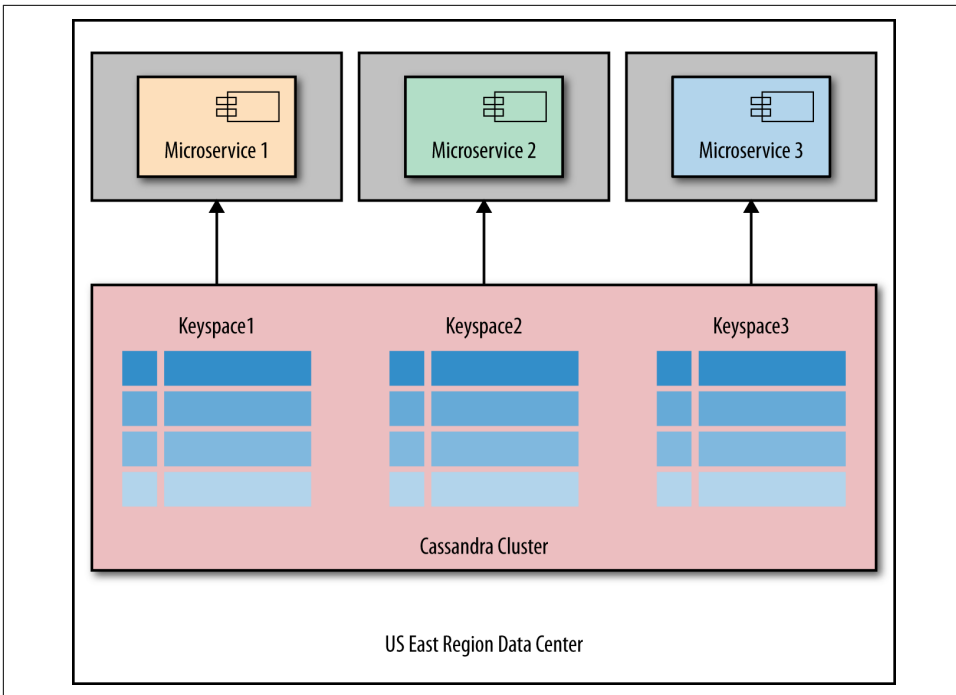 Microservice 1
Microservice 2
Microservice 3
Keyspace1
Keyspace2
Keyspace3
Cassandra Cluster
US East Region Data Center